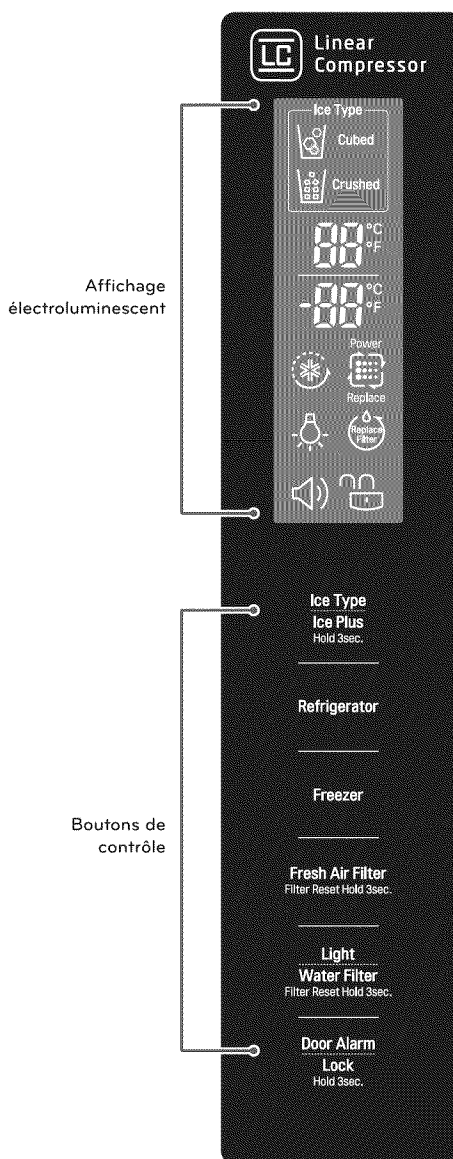 LC
Linear
Compressor
Ice Type
Cubed
Crushed
88 °C
°F
-88 °C
°F
Power
Replace
Replace
Filter
Affichage
électroluminescent
Ice Type
Ice Plus
Hold 3sec.
Refrigerator
Freezer
Boutons de
contrôle
Fresh Air Filter
Filter Reset Hold 3sec.
Light
Water Filter
Filter Reset Hold 3sec.
Door Alarm
Lock
Hold 3sec.